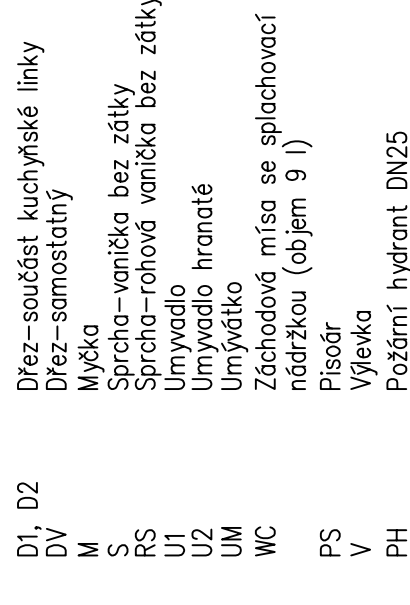 D1, D2 Dřez–součást kuchyňské linky
DV Dřez–samostatný
M Myčka
S Sprcha–vanička bez zátky
RS Sprcha–rohová vanička bez zátky
U1 Umyvadlo
U2 Umyvadlo hranaté
UM Umývátko
WC Záchodová mísa se splachovací
nádržkou (objem 9 l)
PS Pisoár
V Výlevka
PH Požární hydrant DN25